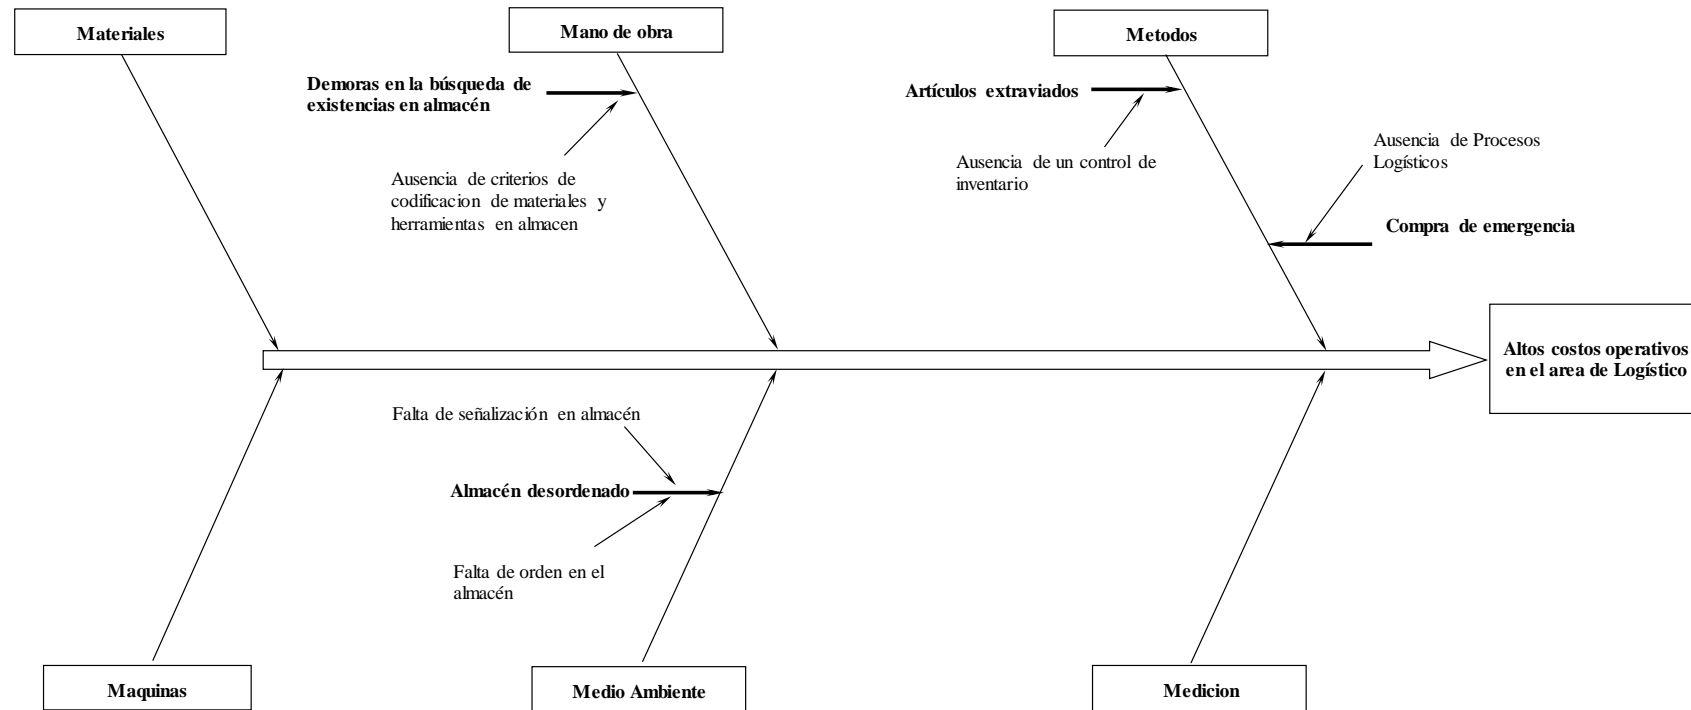 Materiales
Mano de obra
Metodos
Demoras en la búsqueda de
existencias en almacén
Artículos extraviados
Ausencia de criterios de
codificacion de materiales y
herramientas en almacen
Ausencia de un control de
inventario
Ausencia de Procesos
Logísticos
Compra de emergencia
Altos costos operativos
en el area de Logístico
Falta de señalización en almacén
Almacén desordenado
Falta de orden en el
almacén
Maquinas
Medio Ambiente
Medicion